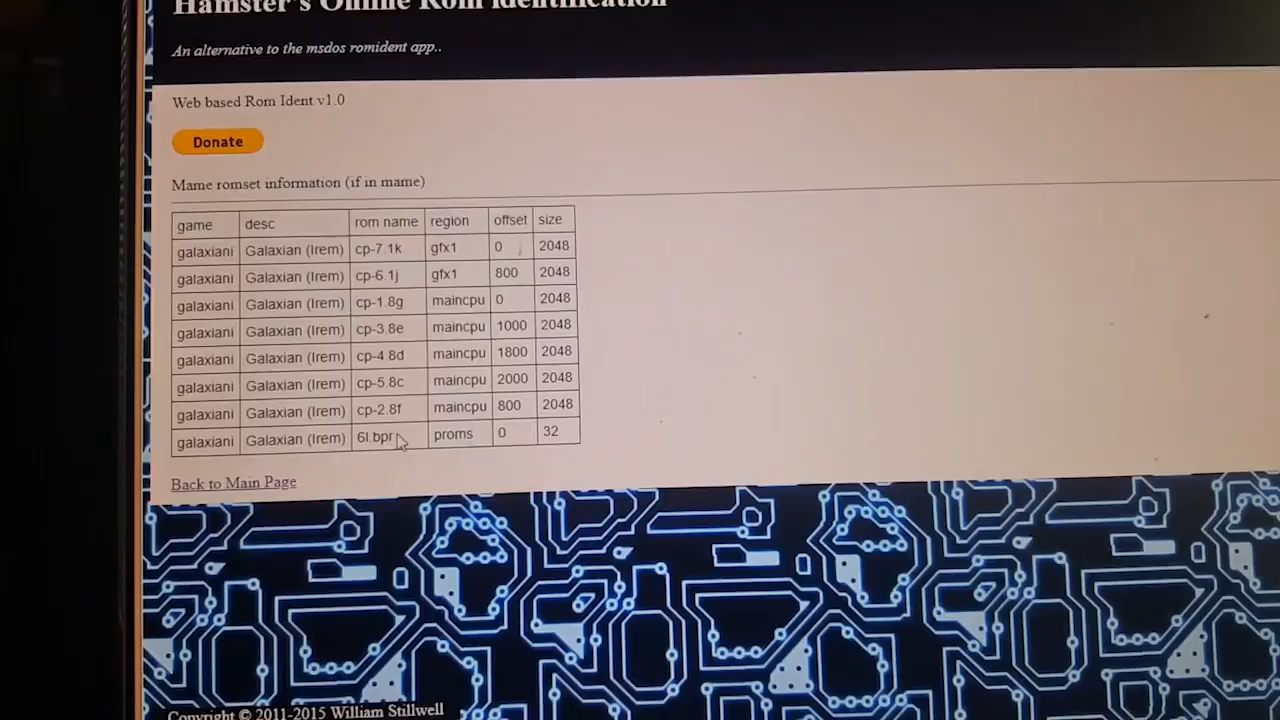 Hamster's Online Rom Identification
An alternative to the msdos romident app..
Web based Rom Ident v1.0
Donate
Mame romset information (if in mame)
game desc rom name region offset size
galaxiani Galaxian (Irem) cp-7.1k gfx1 0 2048
galaxiani Galaxian (Irem) cp-6.1j gfx1 800 2048
galaxiani Galaxian (Irem) cp-1.8g maincpu 0 2048
galaxiani Galaxian (Irem) cp-3.8e maincpu 1000 2048
galaxiani Galaxian (Irem) cp-4.8d maincpu 1800 2048
galaxiani Galaxian (Irem) cp-5.8c maincpu 2000 2048
galaxiani Galaxian (Irem) cp-2.8f maincpu 800 2048
galaxiani Galaxian (Irem) 6l.bpr proms 0 32
Back to Main Page
Copyright © 2011-2015 William Stillwell